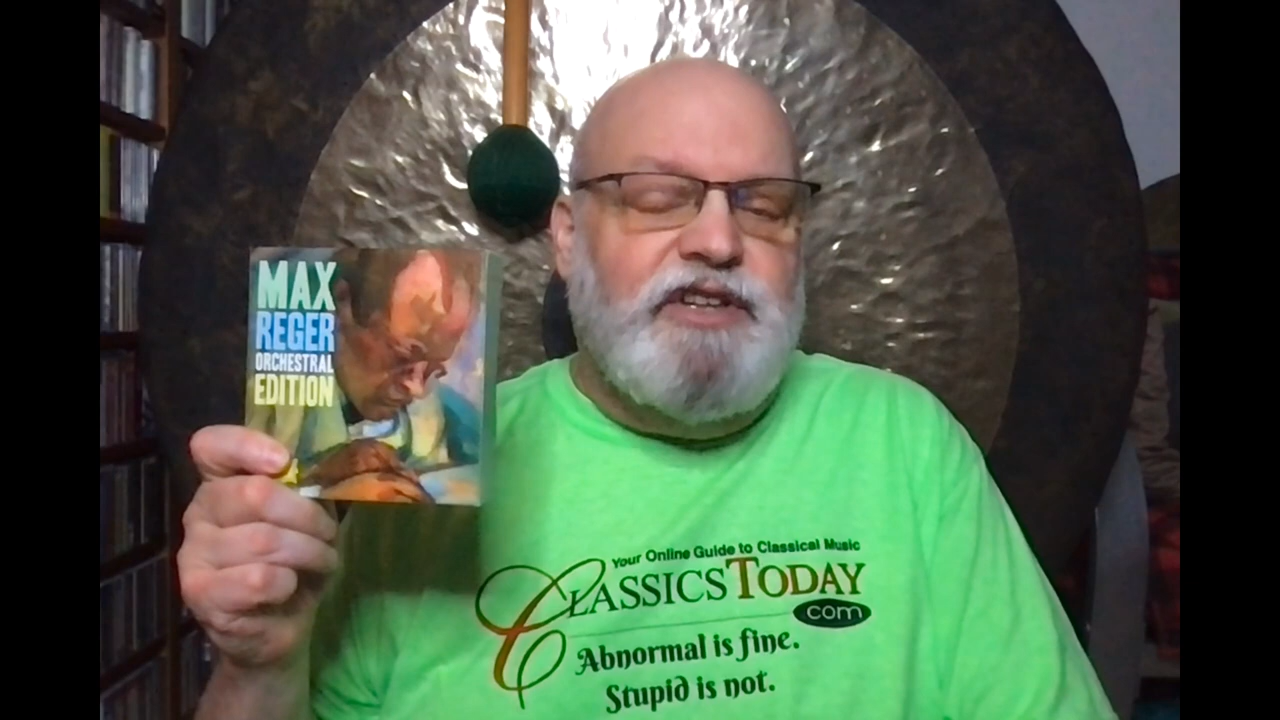 MAX
REGER
ORCHESTRAL
EDITION
Your Online Guide to Classical Music
CLASSICSTODAY
com
Abnormal is fine.
Stupid is not.